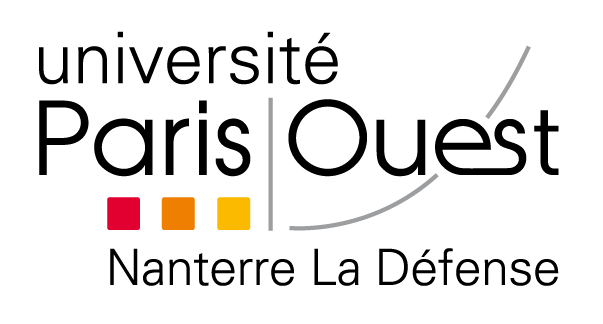 université
Paris Ouest
Nanterre La Défense